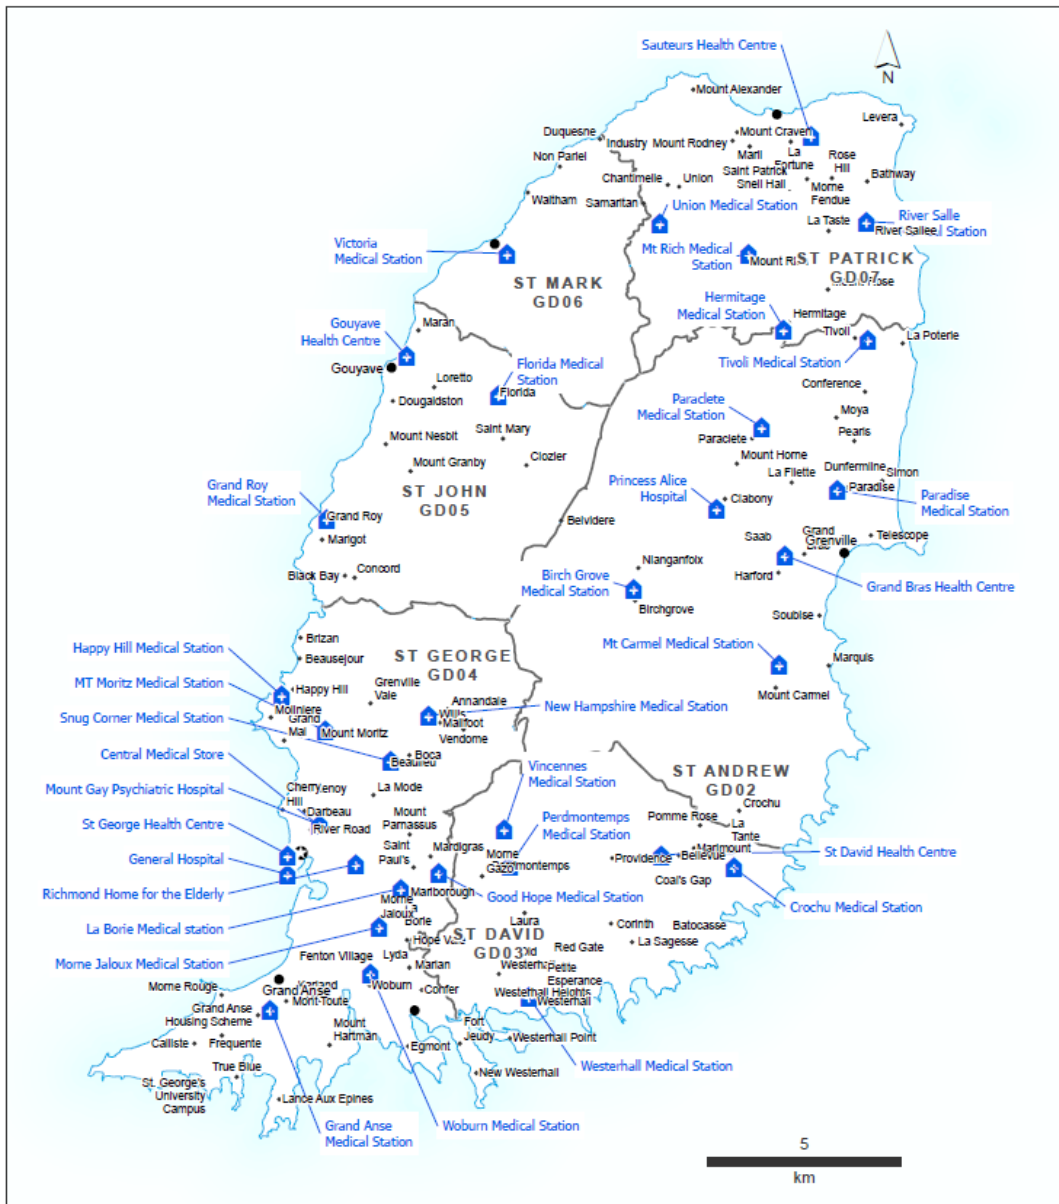 Sauteurs Health Centre
N
Mount Alexander
Levera
Duquesne
Industry
Mount Rodney
Mount Craven
Marli
La
Fortune
Rose
Hill
Non Parlel
Saint Patrick
Snell Hall
Bathway
Chantimelle
Union
Morne
Fendue
Waltham
Samaritan
Union Medical Station
La Taste
River Salle
River Sallee
Victoria
Medical Station
Mt Rich Medical
Station
ST PATRICK
GD07
ST MARK
GD06
Hermitage
Medical Station
Hermitage
Gouyave
Health Centre
Maran
Tivoli
La Poterie
Tivoli Medical Station
Gouyave
Florida Medical
Station
Florida
Loretto
Dougaldston
Conference
Paraclete
Medical Station
Moya
Pearls
Saint Mary
Mount Nesbit
Paraclete
Clozier
Mount Granby
Mount Horne
La Filette
Dunfermline
Simon
Paradise
Paradise
Medical Station
Grand Roy
Medical Station
ST JOHN
GD05
Princess Alice
Hospital
Clabony
Grand Roy
Belvidere
Marigot
Saab
Grand
Grenville
Telescope
Black Bay
Concord
Nianganfoix
Birch Grove
Medical Station
Harford
Grand Bras Health Centre
Birchgrove
Soubise
Brizan
Happy Hill Medical Station
Beausejour
ST GEORGE
GD04
Mt Carmel Medical Station
Marquis
MT Moritz Medical Station
Happy Hill
Grenville
Vale
Mount Carmel
Annandale
New Hampshire Medical Station
Snug Corner Medical Station
Moliniere
Grand
Mal
Mount Moritz
Willis
Mailfoot
Vendome
Central Medical Store
Boca
Beaulieu
Vincennes
Medical Station
ST ANDREW
GD02
Mount Gay Psychiatric Hospital
Cherry
Hill
La Mode
Crochu
Darbeau
River Road
Mount
Parnassus
Perdmontemps
Medical Station
Pomme Rose
La
Tante
St George Health Centre
Saint
Paul's
Mardigras
Morne
Gazo
Providence
Bellevue
Marimount
St David Health Centre
General Hospital
Coal's Gap
Richmond Home for the Elderly
Marlborough
Good Hope Medical Station
Crochu Medical Station
La Borie Medical station
Morne
Jaloux
La
Borie
Laura
Corinth
Batocasse
ST DAVID
GD03
Hope Vale
Red Gate
La Sagesse
Morne Jaloux Medical Station
Fenton Village
Lyda
Marian
Petite
Esperance
Morne Rouge
Grand Anse
Woburn
Confer
Westerhall Heights
Westerhall
Mont-Toute
Grand Anse
Housing Scheme
Mount
Hartman
Fort
Jeudy
Calliste
Frequente
Egmont
Westerhall Point
True Blue
New Westerhall
Westerhall Medical Station
St. George's
University
Campus
Lance Aux Epines
Grand Anse
Medical Station
Woburn Medical Station
5
km